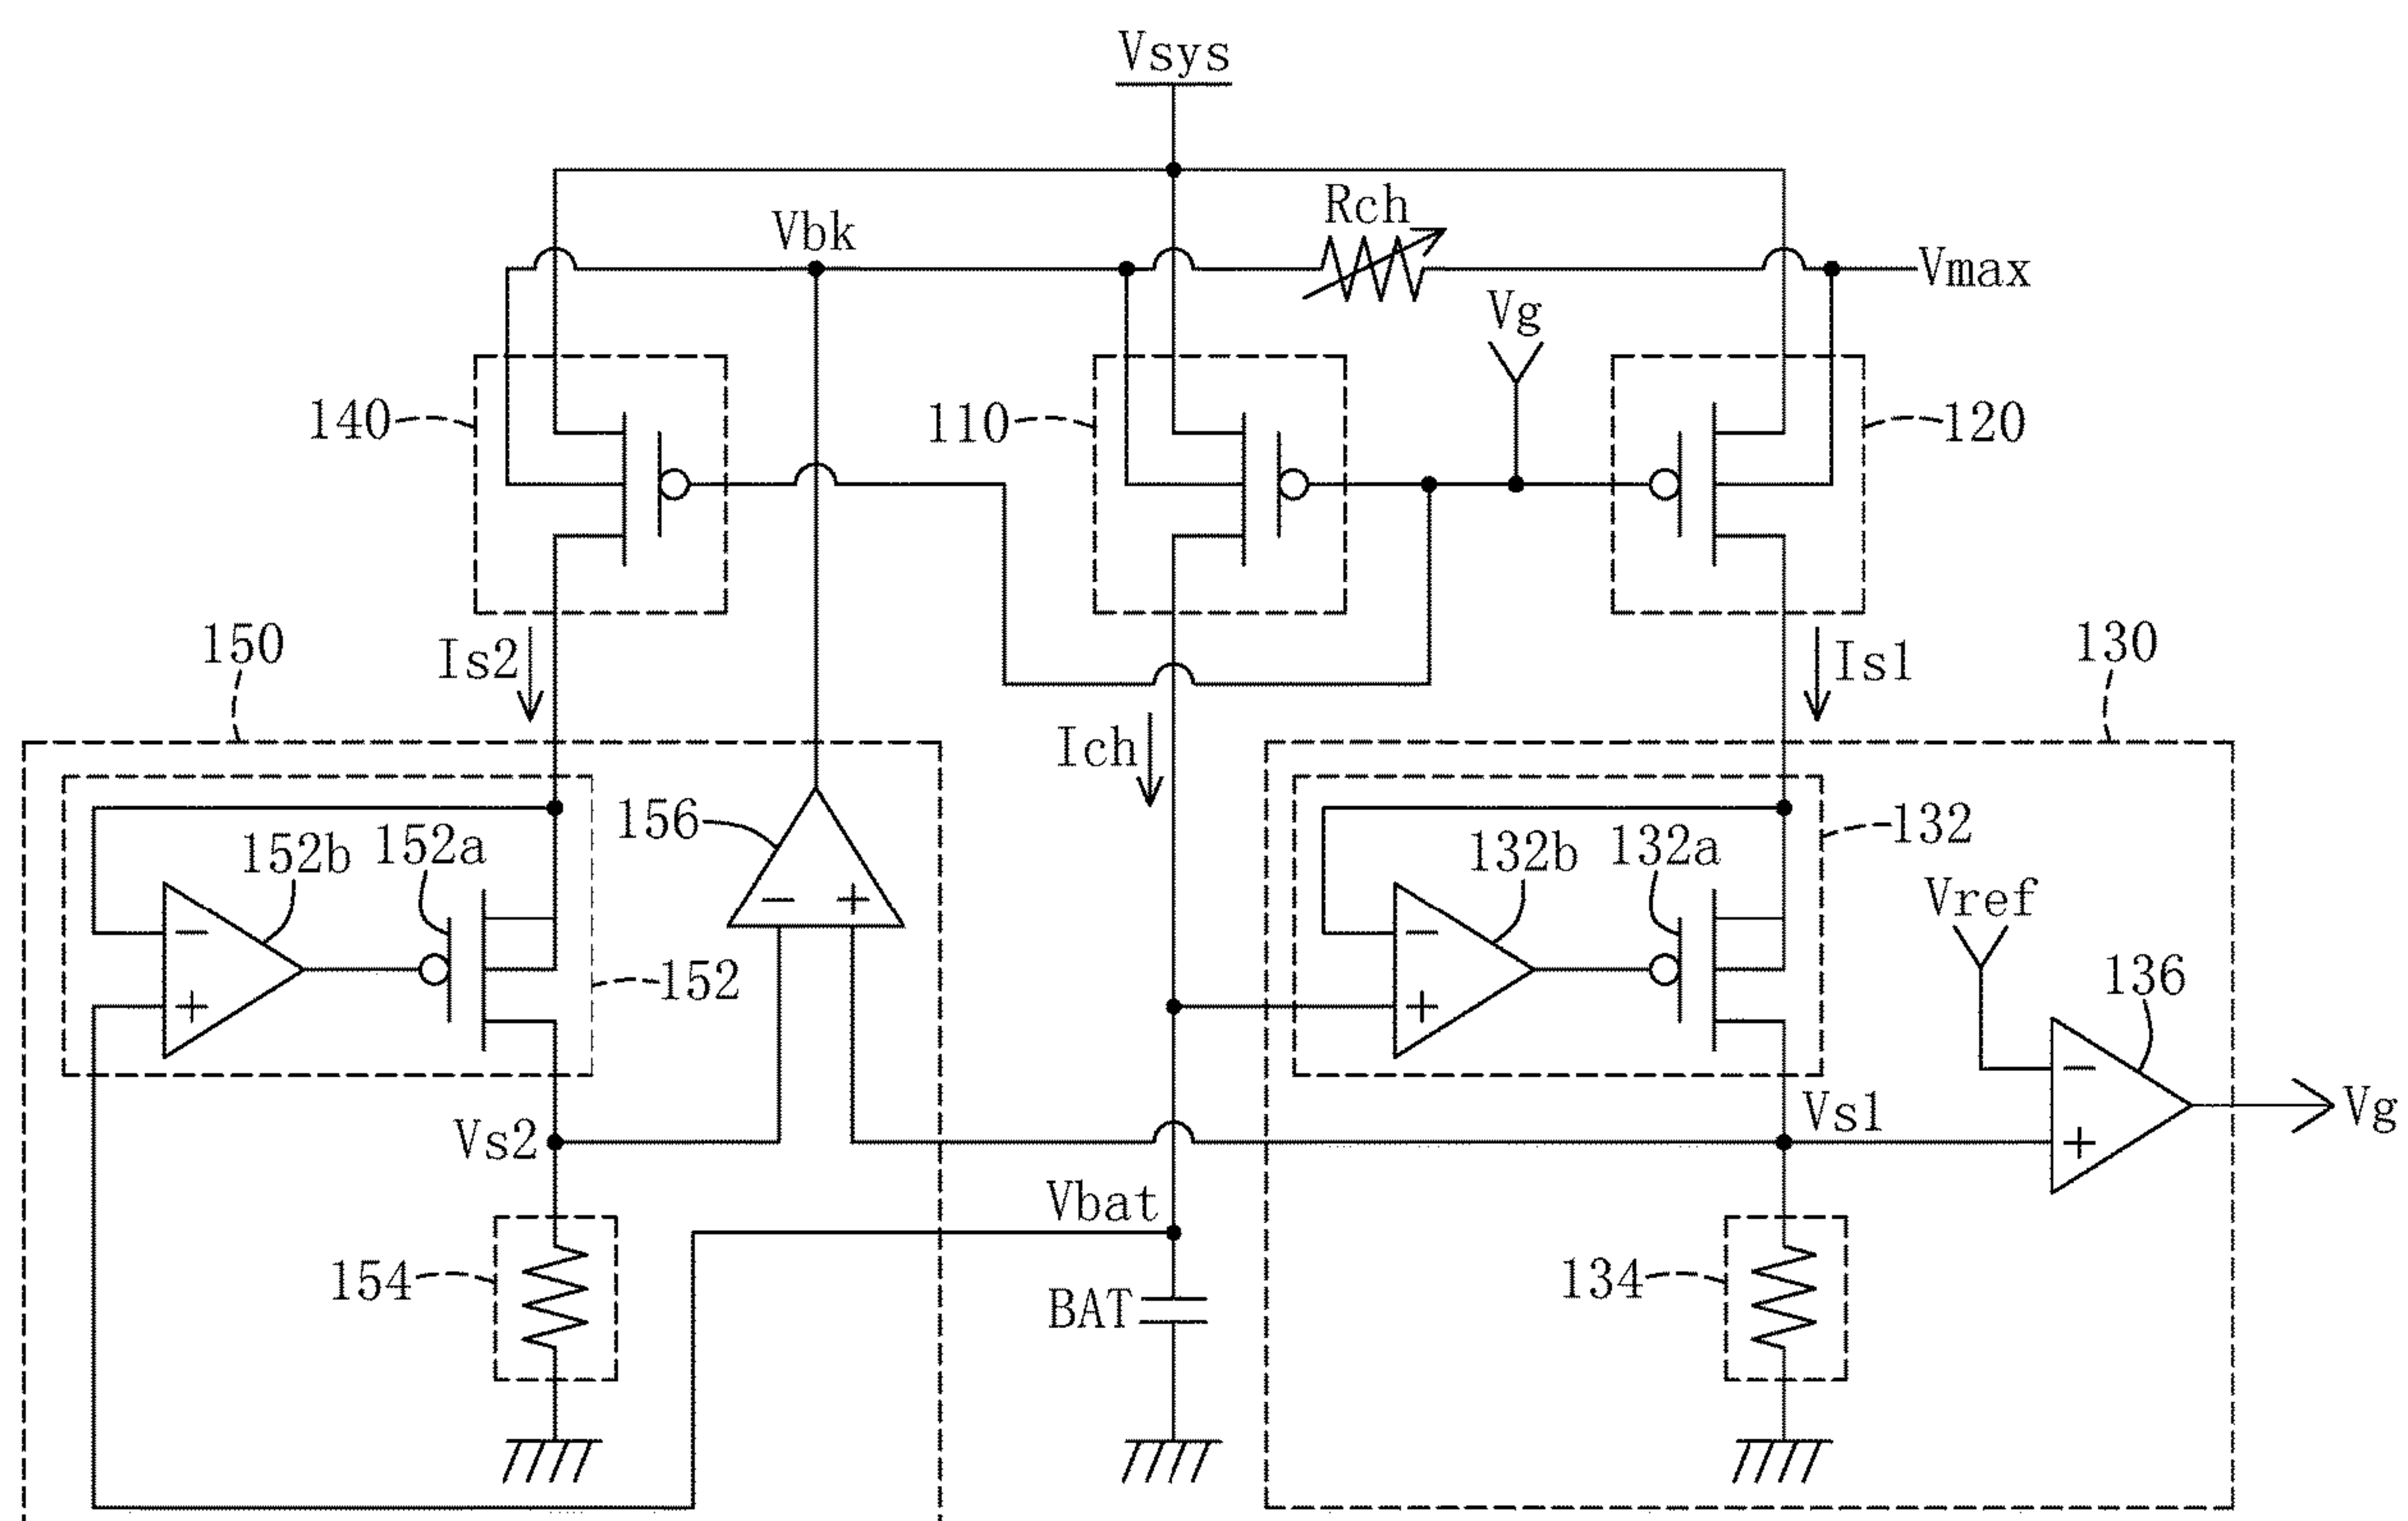 Vsys
Rch
Vbk
Vmax
Vg
140
110
120
150
Is2
Is1
130
Ich
156
152b
152a
132b
132a
132
Vref
− +
−
−
152
136
+
+
−
Vs2
Vs1
Vg
+
Vbat
154
BAT
134